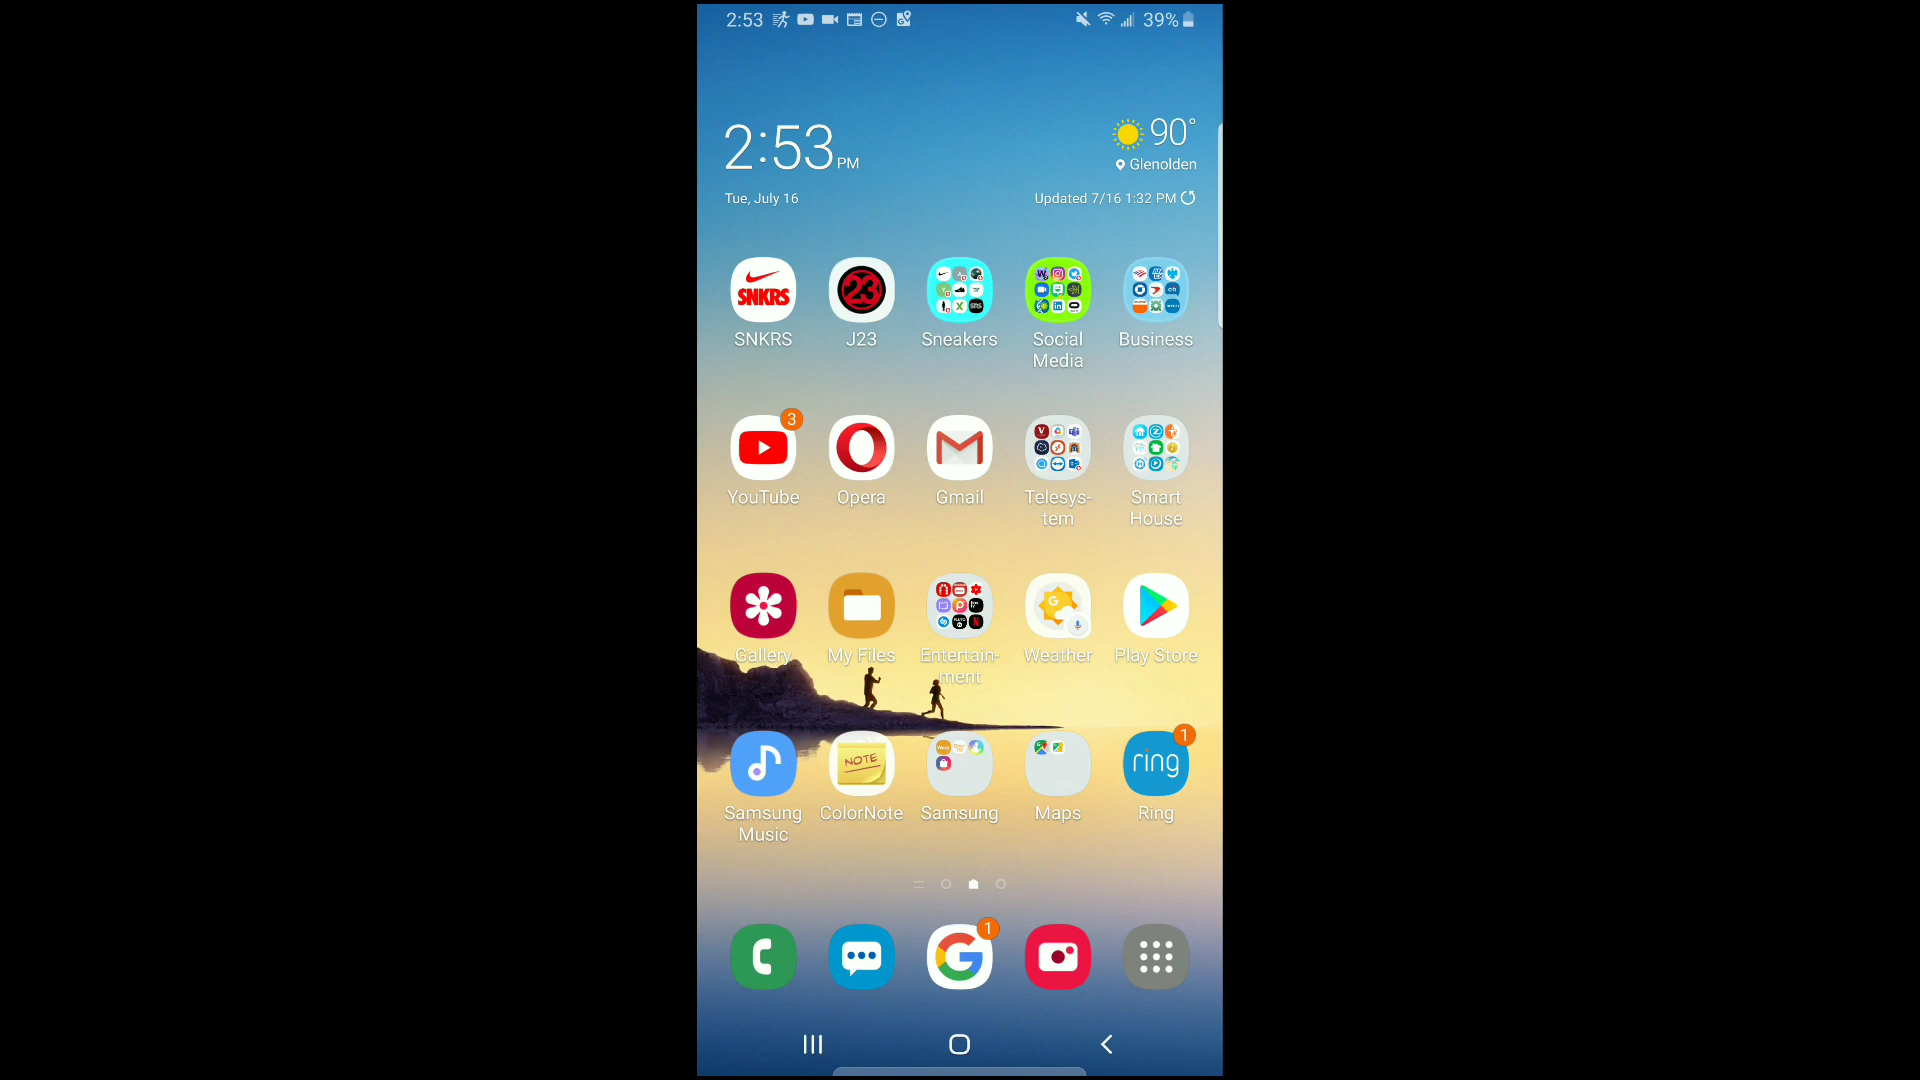 2:53 39%
2:53 PM
90°
Glenolden
Tue, July 16
Updated 7/16 1:32 PM
SNKRS
23
SNKRS
J23
Sneakers
Social
Media
Business
3
YouTube
Opera
Gmail
Telesys-
tem
Smart
House
Gallery
My Files
Entertain-
ment
Weather
Play Store
NOTE
ring
1
Samsung
Music
ColorNote
Samsung
Maps
Ring
1